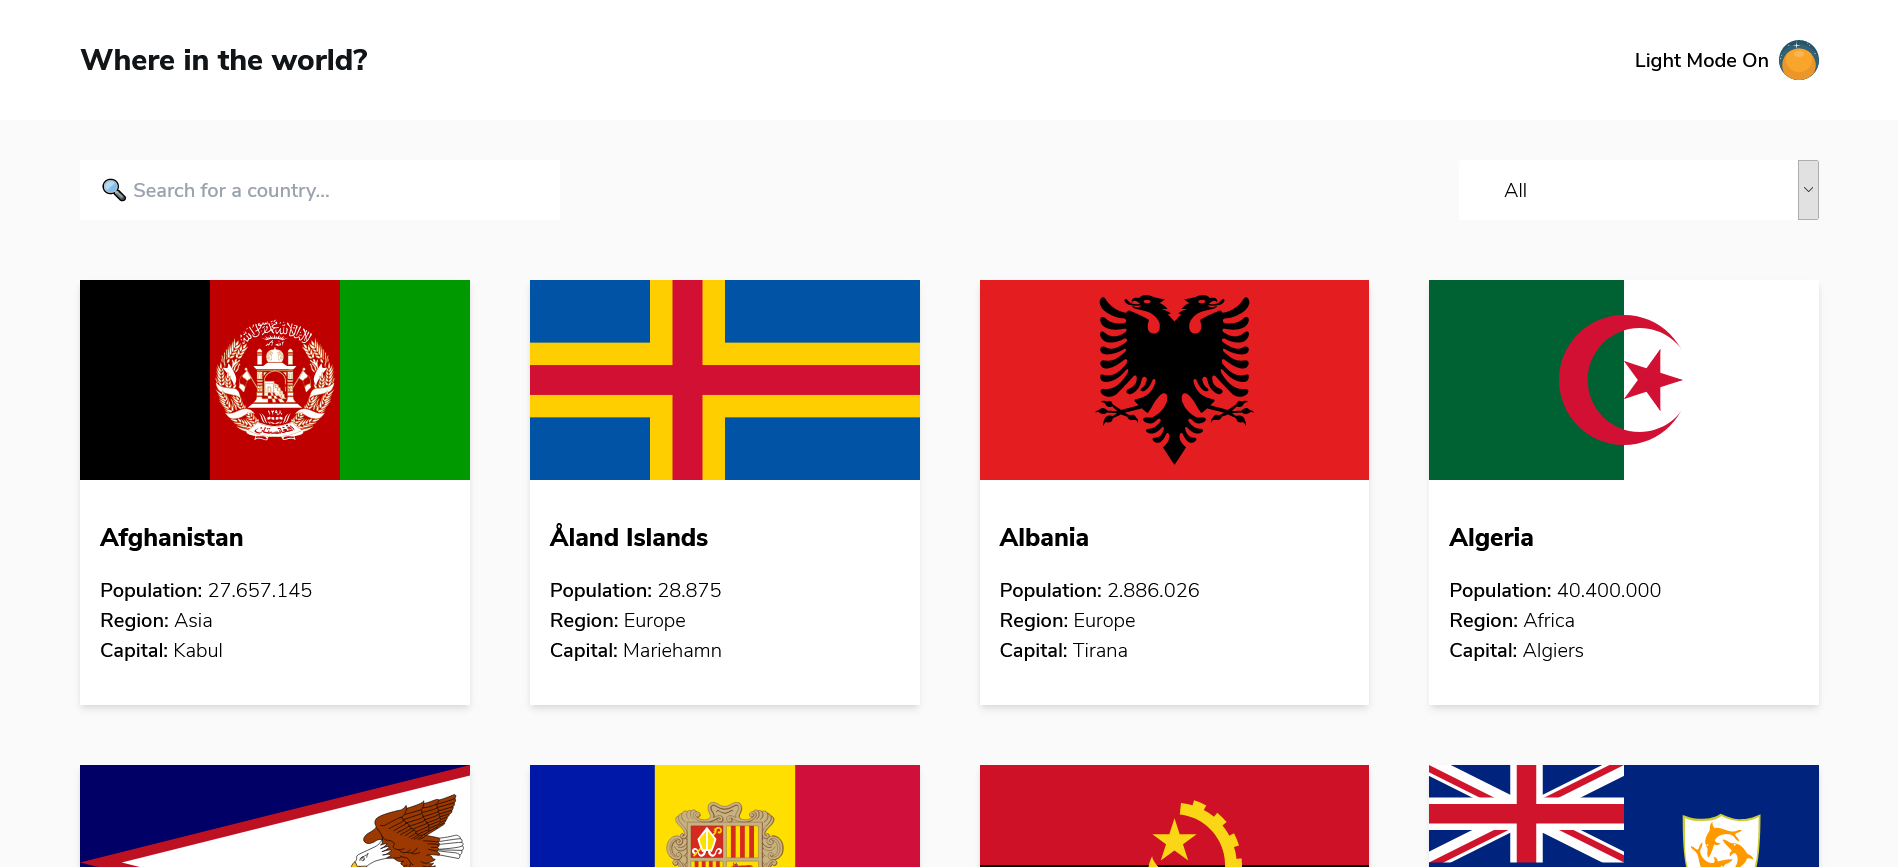 Where in the world?
Light Mode On
Search for a country...
All
Afghanistan
Population: 27.657.145
Region: Asia
Capital: Kabul
Åland Islands
Population: 28.875
Region: Europe
Capital: Mariehamn
Albania
Population: 2.886.026
Region: Europe
Capital: Tirana
Algeria
Population: 40.400.000
Region: Africa
Capital: Algiers